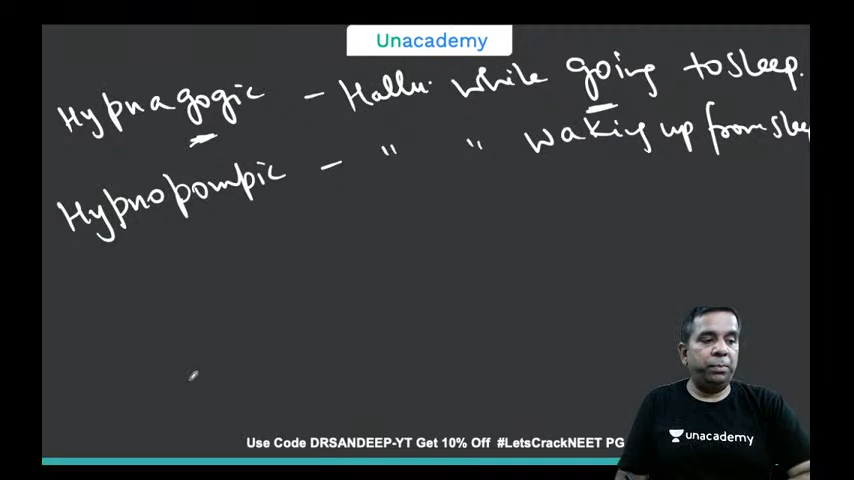 Unacademy
Hypnagogic - Hallu. while going to sleep.
Hypnopompic - " " waking up from slee
unacademy
Use Code DRSANDEEP-YT Get 10% Off #LetsCrackNEET PG